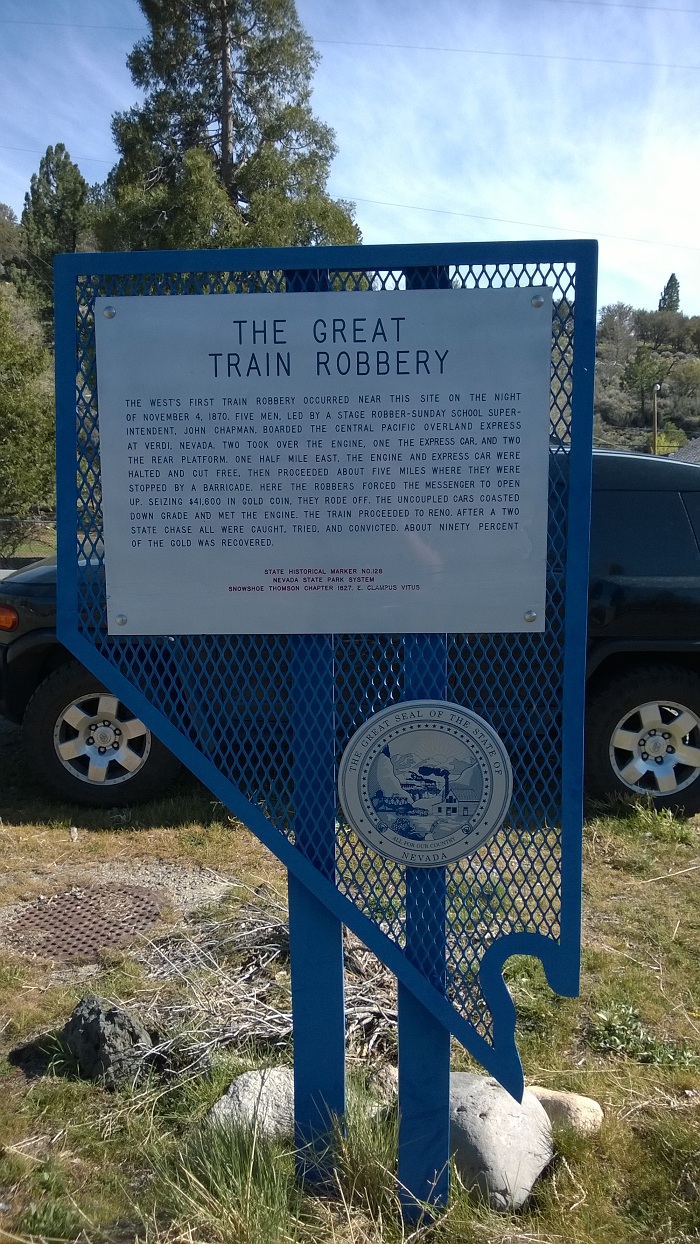 THE GREAT
TRAIN ROBBERY
THE WEST'S FIRST TRAIN ROBBERY OCCURRED NEAR THIS SITE ON THE NIGHT
OF NOVEMBER 4, 1870. FIVE MEN, LED BY A STAGE ROBBER-SUNDAY SCHOOL SUPER-
INTENDENT, JOHN CHAPMAN, BOARDED THE CENTRAL PACIFIC OVERLAND EXPRESS
AT VERDI, NEVADA. TWO TOOK OVER THE ENGINE, ONE THE EXPRESS CAR, AND TWO
THE REAR PLATFORM. ONE HALF MILE EAST, THE ENGINE AND EXPRESS CAR WERE
HALTED AND CUT FREE, THEN PROCEEDED ABOUT FIVE MILES WHERE THEY WERE
STOPPED BY A BARRICADE. HERE THE ROBBERS FORCED THE MESSENGER TO OPEN
UP. SEIZING $41,600 IN GOLD COIN, THEY RODE OFF. THE UNCOUPLED CARS COASTED
DOWN GRADE AND MET THE ENGINE. THE TRAIN PROCEEDED TO RENO. AFTER A TWO
STATE CHASE ALL WERE CAUGHT, TRIED, AND CONVICTED. ABOUT NINETY PERCENT
OF THE GOLD WAS RECOVERED.
STATE HISTORICAL MARKER NO.128
NEVADA STATE PARK SYSTEM
SNOWSHOE THOMSON CHAPTER 1827, E. CLAMPUS VITUS
THE GREAT SEAL OF THE STATE OF
ALL FOR OUR COUNTRY
NEVADA